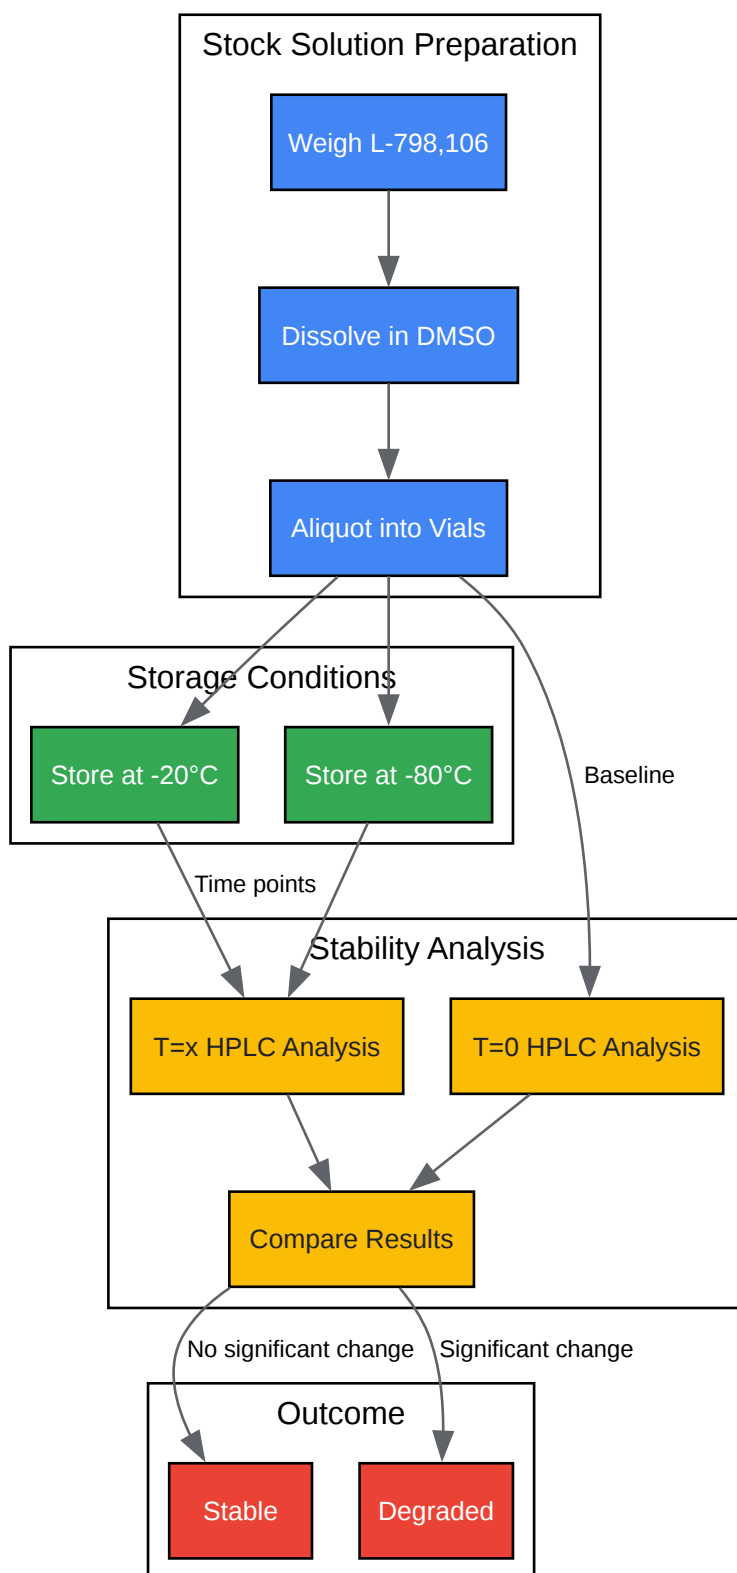 Stock Solution Preparation
Weigh L-798,106
Dissolve in DMSO
Aliquot into Vials
Storage Conditions
Store at -20°C
Store at -80°C
Baseline
Time points
Stability Analysis
T=x HPLC Analysis
T=0 HPLC Analysis
Compare Results
No significant change
Significant change
Outcome
Stable
Degraded